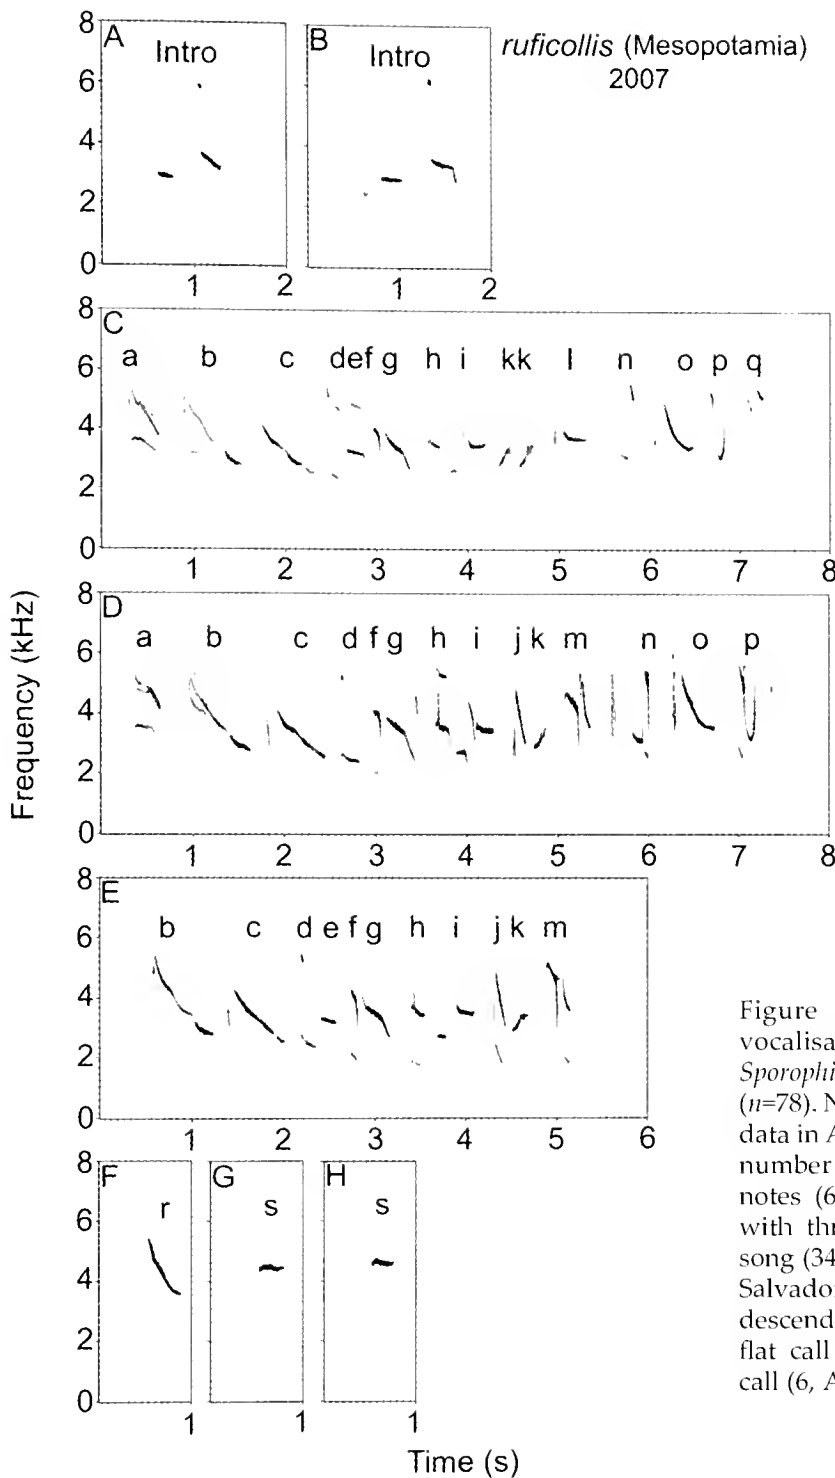 A
Intro
B
Intro
ruficollis (Mesopotamia)
2007
8
6
4
2
0
1
2
1
2
C
a b c def g h i kk l n o p q
8
6
4
2
0
1 2 3 4 5 6 7 8
D
a b c d f g h i j k m n o p
8
6
4
2
0
1 2 3 4 5 6 7 8
E
b c d e f g h i j k m
8
6
4
2
0
1 2 3 4 5 6
F
r
G
s
H
s
8
6
4
2
0
1
1
1
Frequency (kHz)
Time (s)
Figure
vocalisa
Sporophi
(n=78). N
data in A
number
notes (6
with thr
song (34
Salvado
descend
flat call
call (6, A